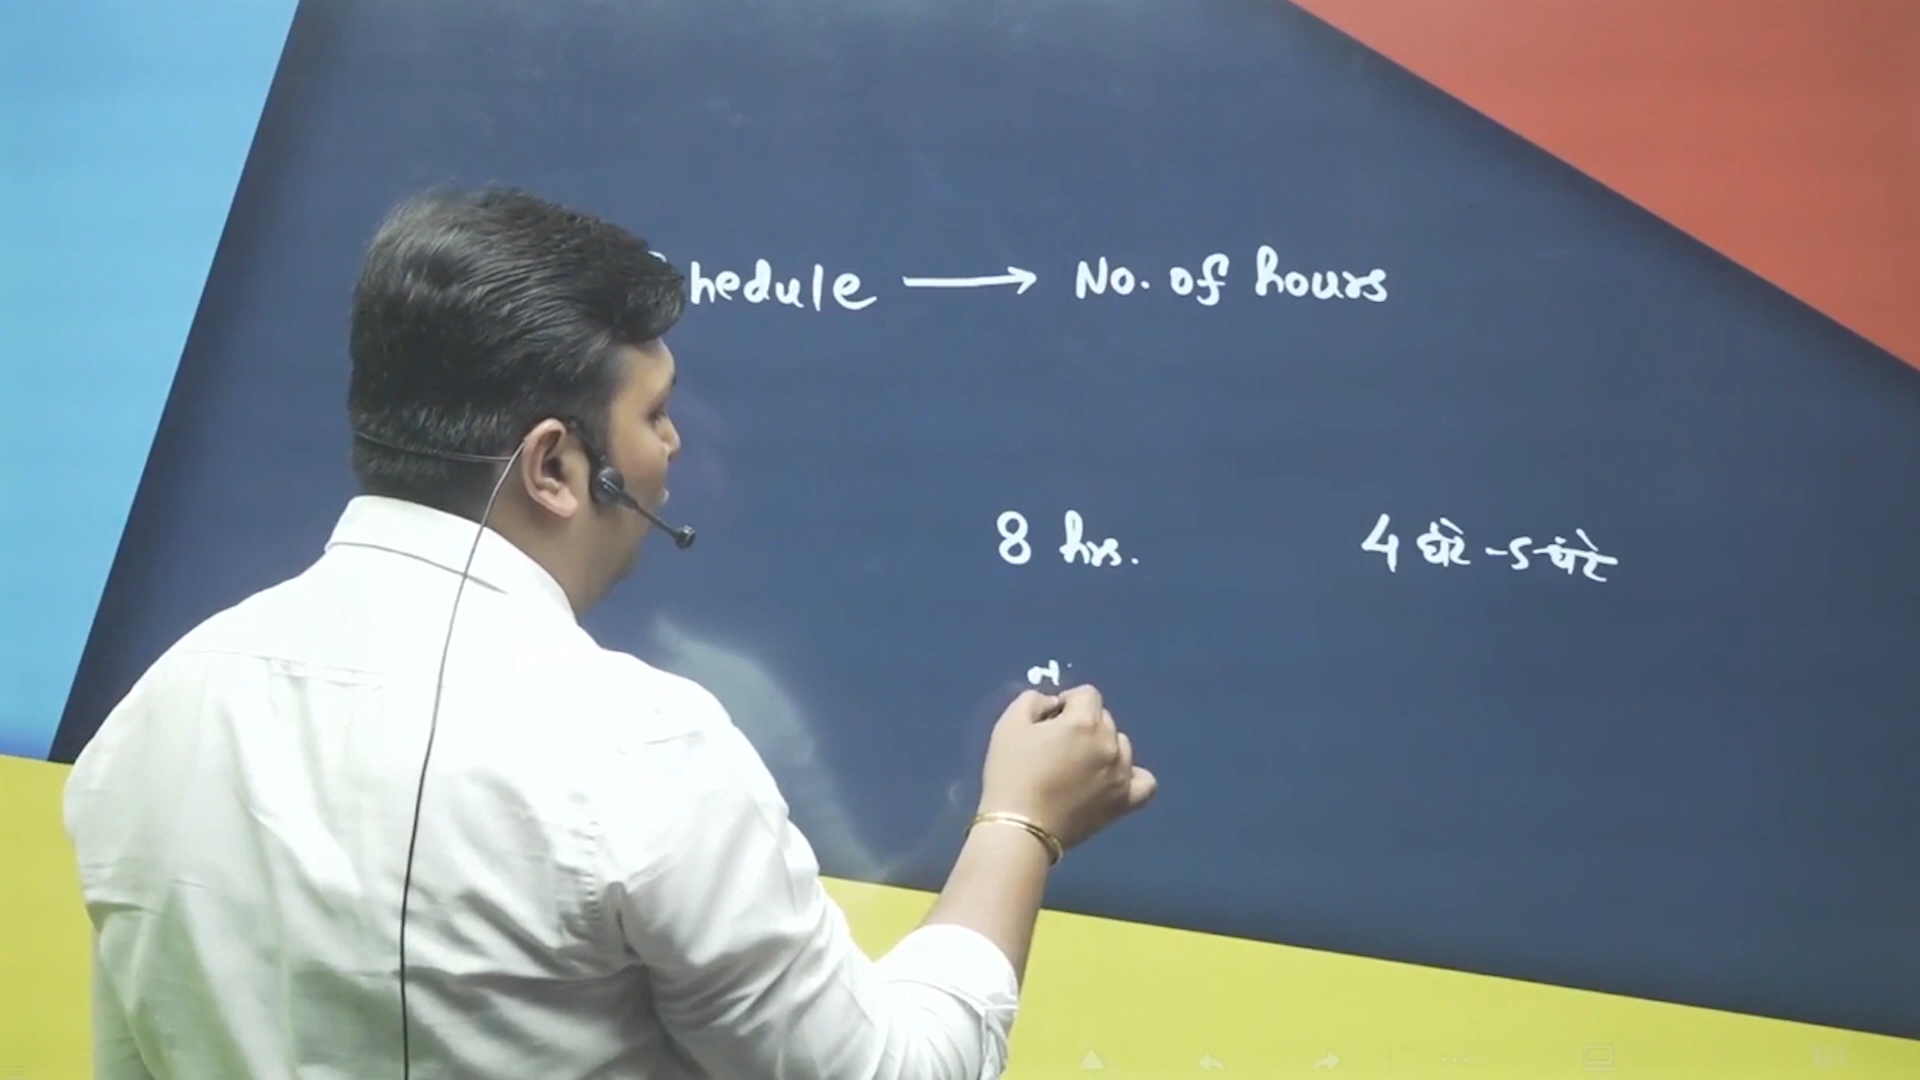 hedule → No. of hours
8 hrs. 4 घंटे - 5 घंटे